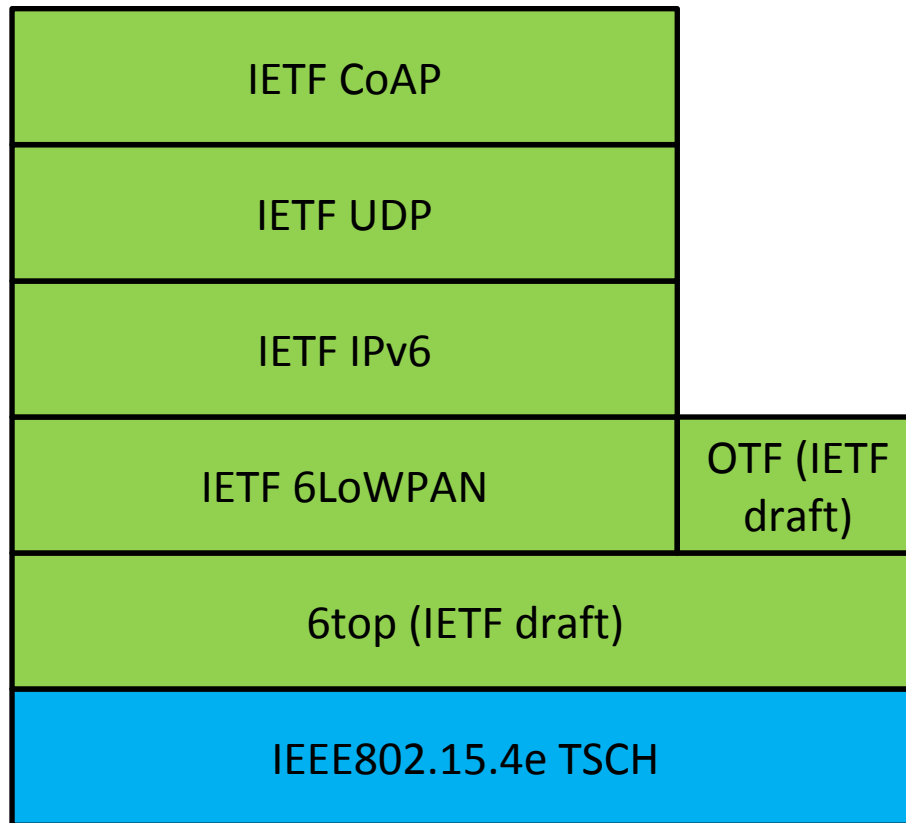 IETF CoAP
IETF UDP
IETF IPv6
IETF 6LoWPAN
OTF (IETF
draft)
6top (IETF draft)
IEEE802.15.4e TSCH